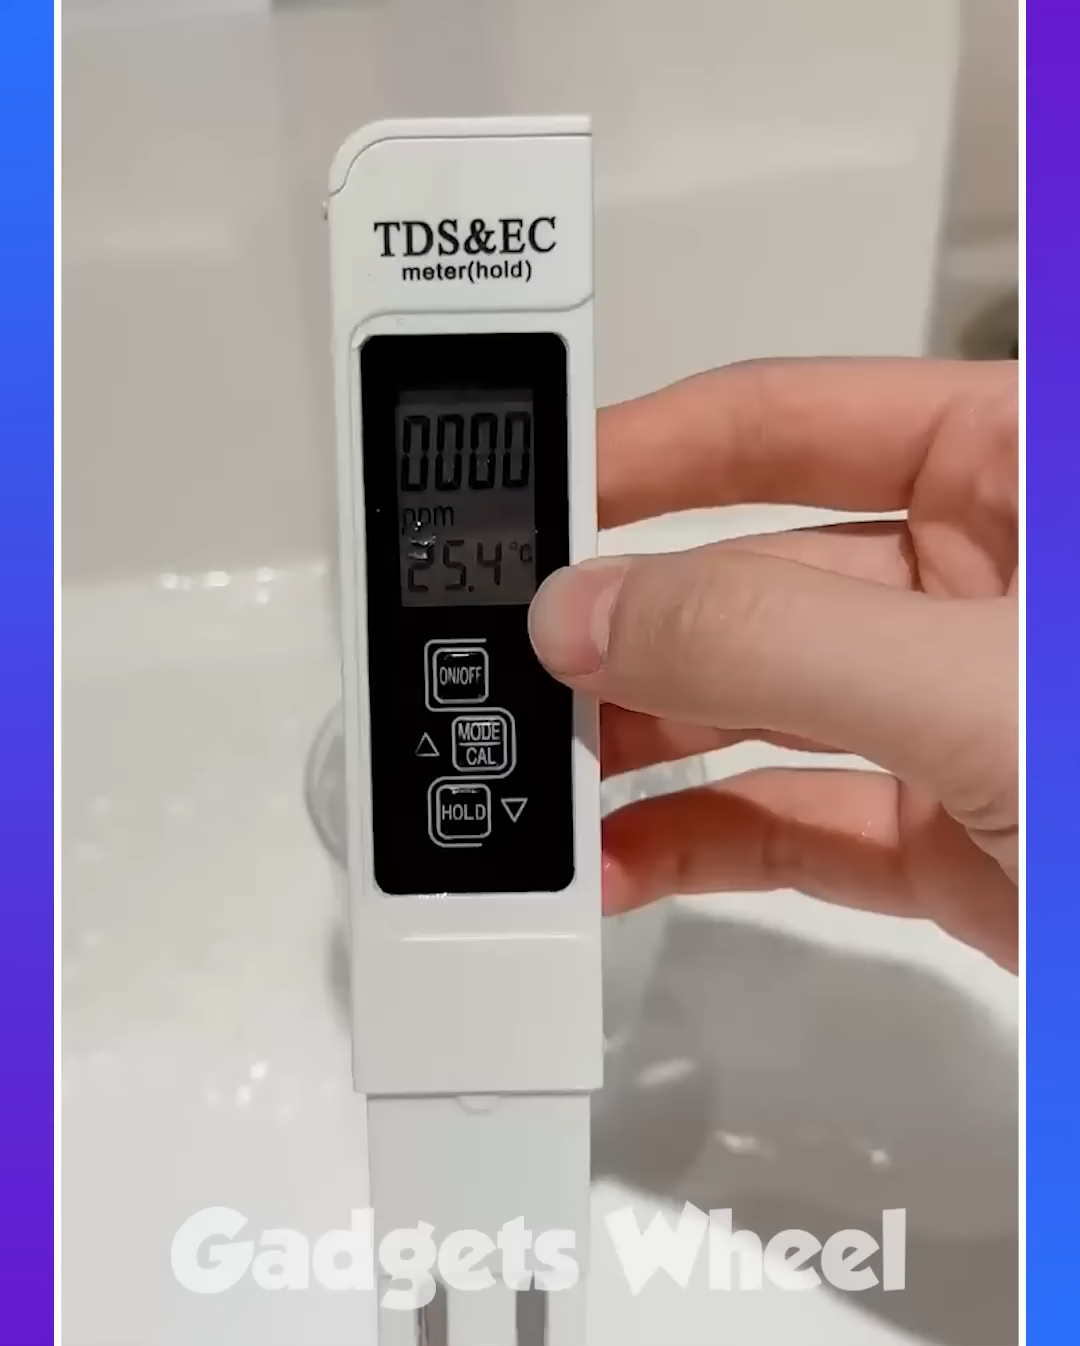 TDS&EC
meter(hold)
0000
ppm
25.4°C
ON/OFF
MODE
CAL
HOLD
Gadgets Wheel